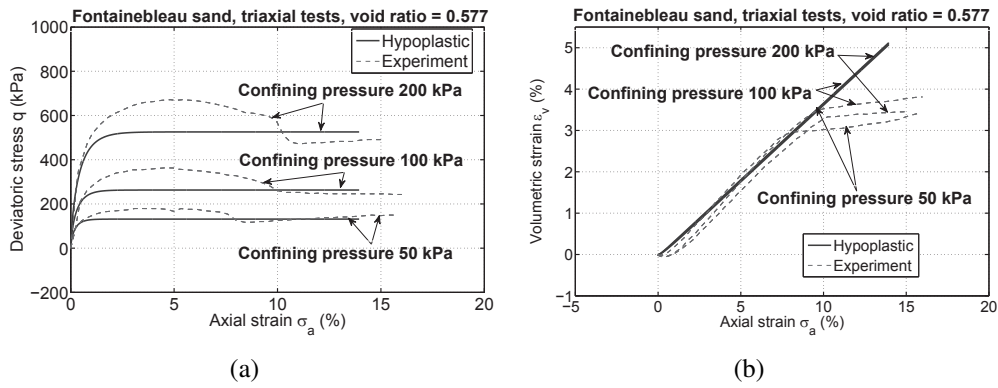 Fontainebleau sand, triaxial tests, void ratio = 0.577
1000
800
600
400
200
0
−200
Deviatoric stress q (kPa)
Hypoplastic
Experiment
Confining pressure 200 kPa
Confining pressure 100 kPa
Confining pressure 50 kPa
0 5 10 15 20
Axial strain σa (%)
(a)
Fontainebleau sand, triaxial tests, void ratio = 0.577
5
4
3
2
1
0
−1
Volumetric strrain εv (%)
Confining pressure 200 kPa
Confining pressure 100 kPa
Confining pressure 50 kPa
Hypoplastic
Experiment
−5 0 5 10 15 20
Axial strain σa (%)
(b)